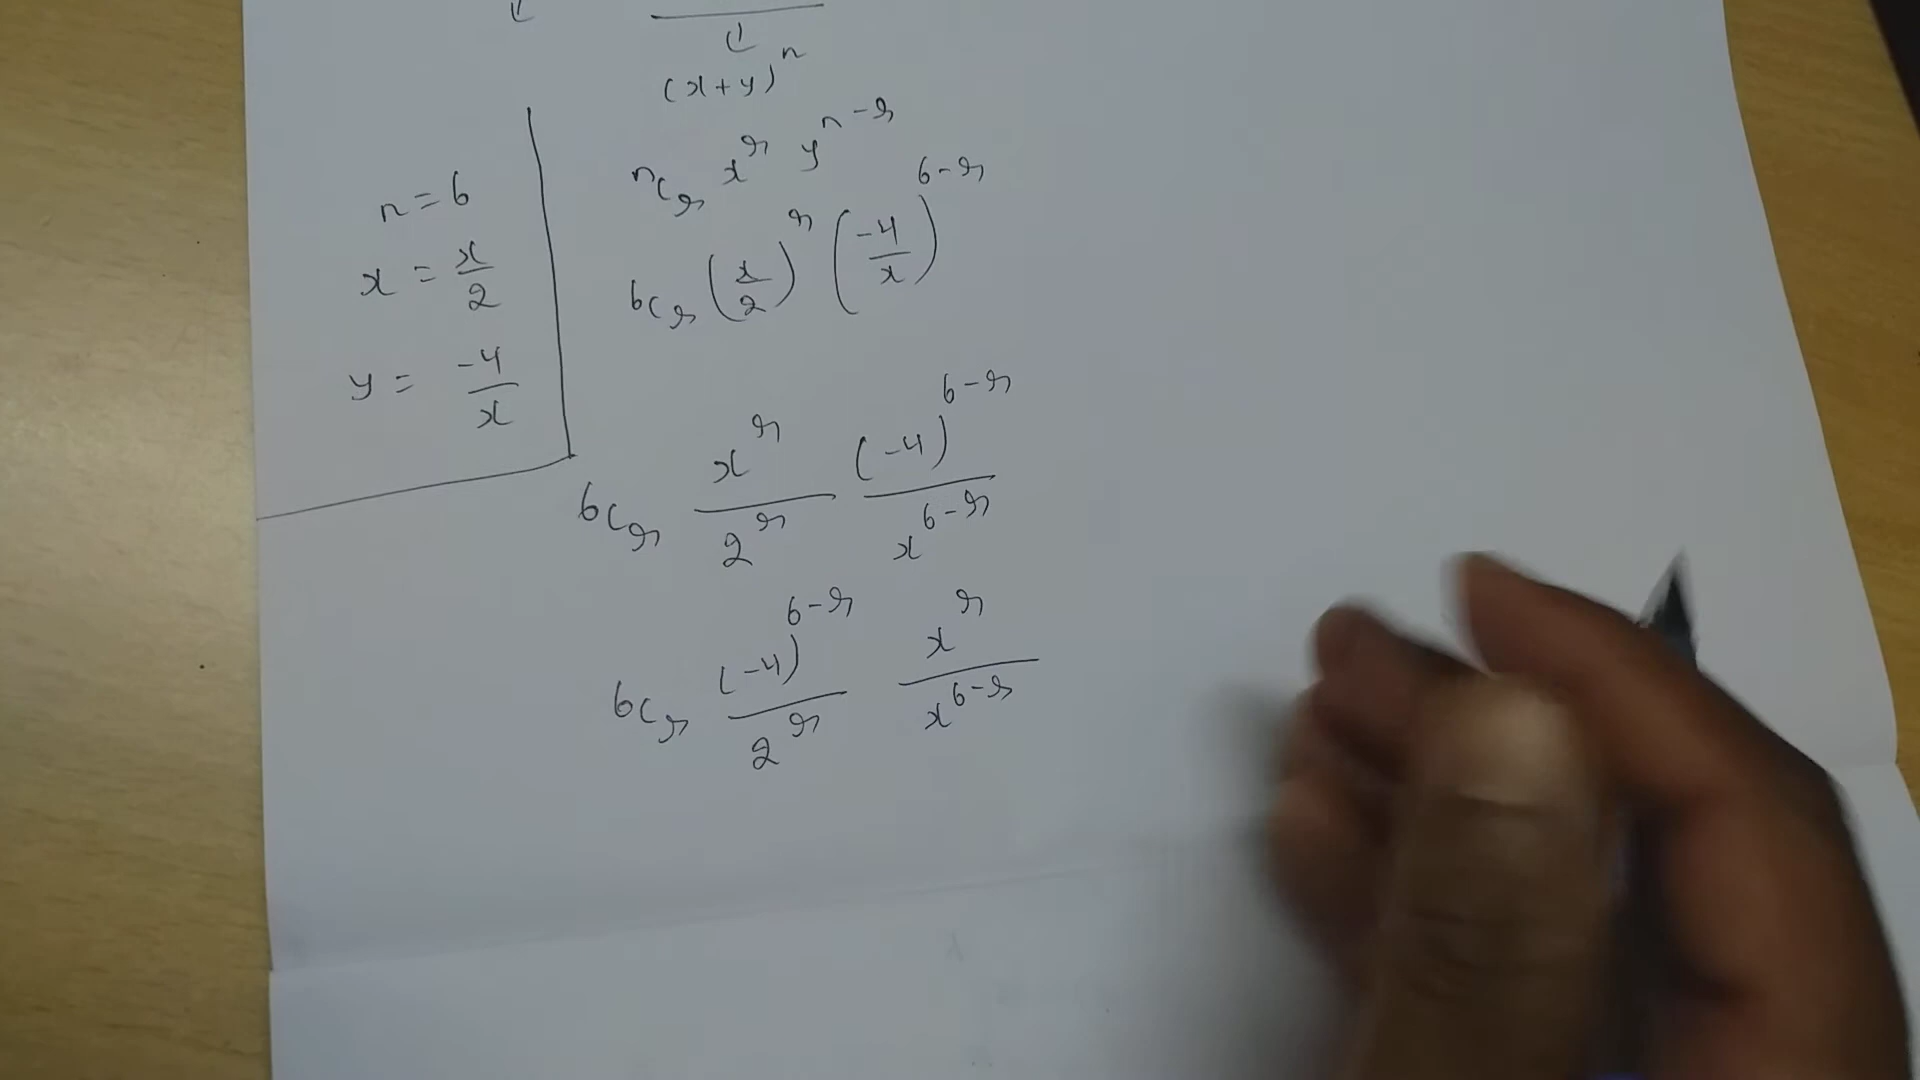 (x+y)^n
n=6
x = x/2
y = -4/x
nCr x^r y^(n-r)
6Cr (x/2)^r (-4/x)^(6-r)
6Cr x^r/2^r (-4)^(6-r)/x^(6-r)
6Cr (-4)^(6-r)/2^r x^r/x^(6-r)